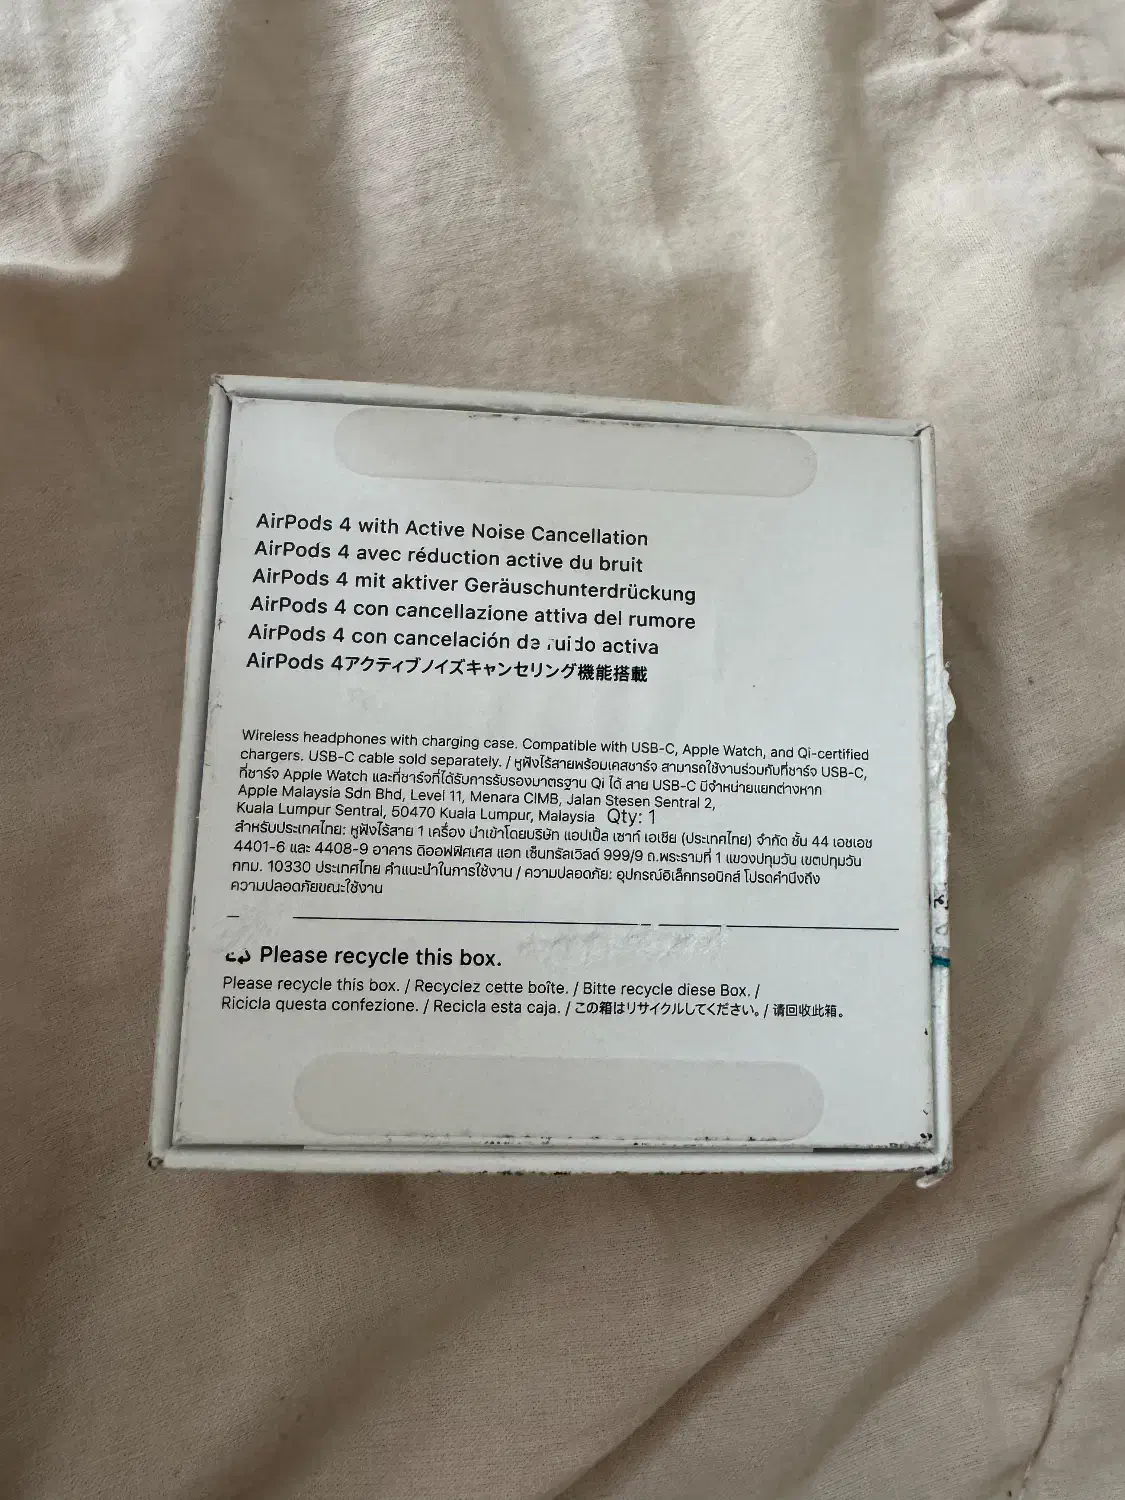 AirPods 4 with Active Noise Cancellation
AirPods 4 avec réduction active du bruit
AirPods 4 mit aktiver Geräuschunterdrückung
AirPods 4 con cancellazione attiva del rumore
AirPods 4 con cancelación de ruido activa
AirPods 4アクティブノイズキャンセリング機能搭載
Wireless headphones with charging case. Compatible with USB-C, Apple Watch, and Qi-certified
chargers. USB-C cable sold separately. / หูฟังไร้สายพร้อมเคสชาร์จ สามารถใช้งานร่วมกับที่ชาร์จ USB-C,
ที่ชาร์จ Apple Watch และที่ชาร์จที่ได้รับการรับรองมาตรฐาน Qi ได้ สาย USB-C มีจำหน่ายแยกต่างหาก
Apple Malaysia Sdn Bhd, Level 11, Menara CIMB, Jalan Stesen Sentral 2,
Kuala Lumpur Sentral, 50470 Kuala Lumpur, Malaysia Qty: 1
สำหรับประเทศไทย: หูฟังไร้สาย 1 เครื่อง นำเข้าโดยบริษัท แอปเปิ้ล เซาท์ เอเชีย (ประเทศไทย) จำกัด ชั้น 44 เอชเอช
4401-6 และ 4408-9 อาคาร ดิออฟฟิศเศส แอท เซ็นทรัลเวิลด์ 999/9 ถ.พระรามที่ 1 แขวงปทุมวัน เขตปทุมวัน
กทม. 10330 ประเทศไทย คำแนะนำในการใช้งาน / ความปลอดภัย: อุปกรณ์อิเล็กทรอนิกส์ โปรดคำนึงถึง
ความปลอดภัยขณะใช้งาน
Please recycle this box.
Please recycle this box. / Recyclez cette boîte. / Bitte recycle diese Box. /
Ricicla questa confezione. / Recicla esta caja. / この箱はリサイクルしてください。/ 请回收此箱。